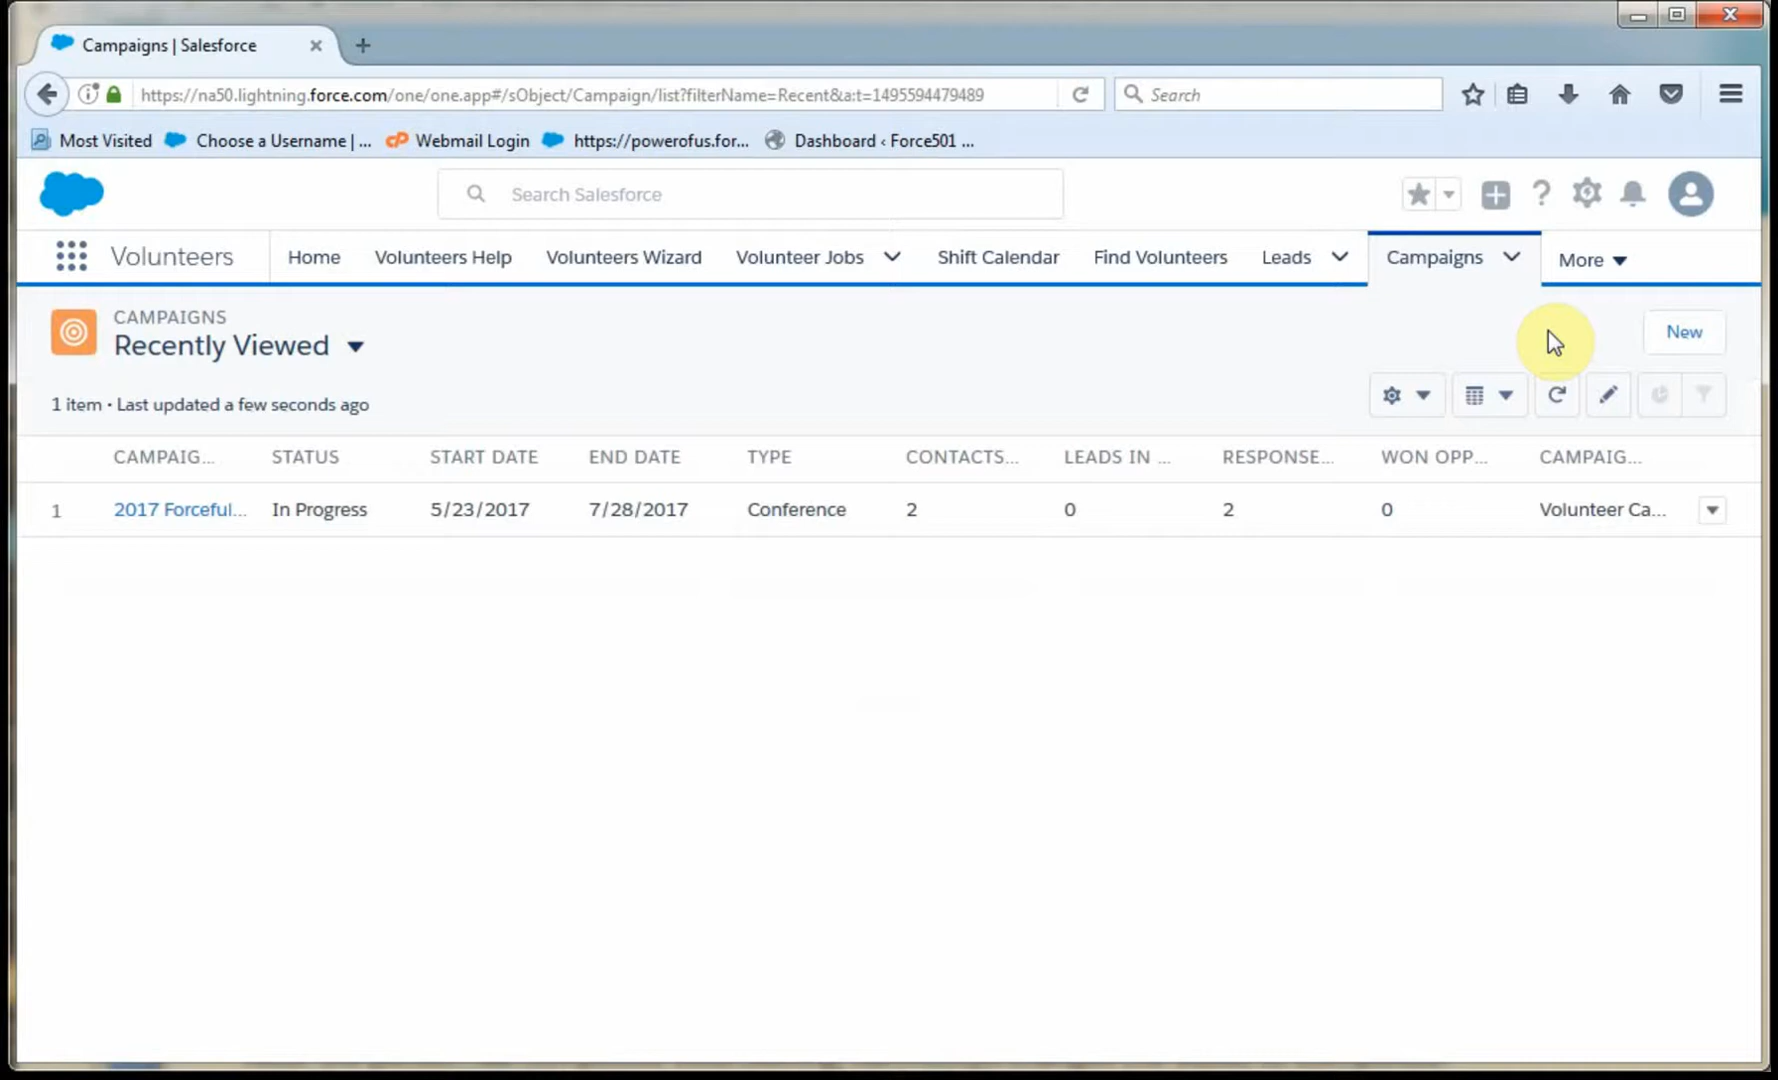 Campaigns | Salesforce
https://na50.lightning.force.com/one/one.app#/sObject/Campaign/list?filterName=Recent&a:t=1495594479489
Search
Most Visited
Choose a Username | ...
cP Webmail Login
https://powerofus.for...
Dashboard ‹ Force501 ...
Search Salesforce
Volunteers
Home
Volunteers Help
Volunteers Wizard
Volunteer Jobs
Shift Calendar
Find Volunteers
Leads
Campaigns
More
CAMPAIGNS
Recently Viewed
New
1 item • Last updated a few seconds ago
CAMPAIG... STATUS START DATE END DATE TYPE CONTACTS... LEADS IN ... RESPONSE... WON OPP... CAMPAIG...
1 2017 Forceful... In Progress 5/23/2017 7/28/2017 Conference 2 0 2 0 Volunteer Ca...